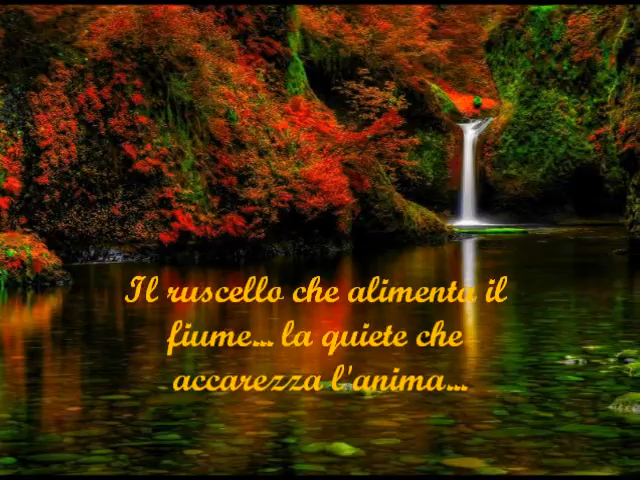 Il ruscello che alimenta il
fiume... la quiete che
accarezza l'anima...